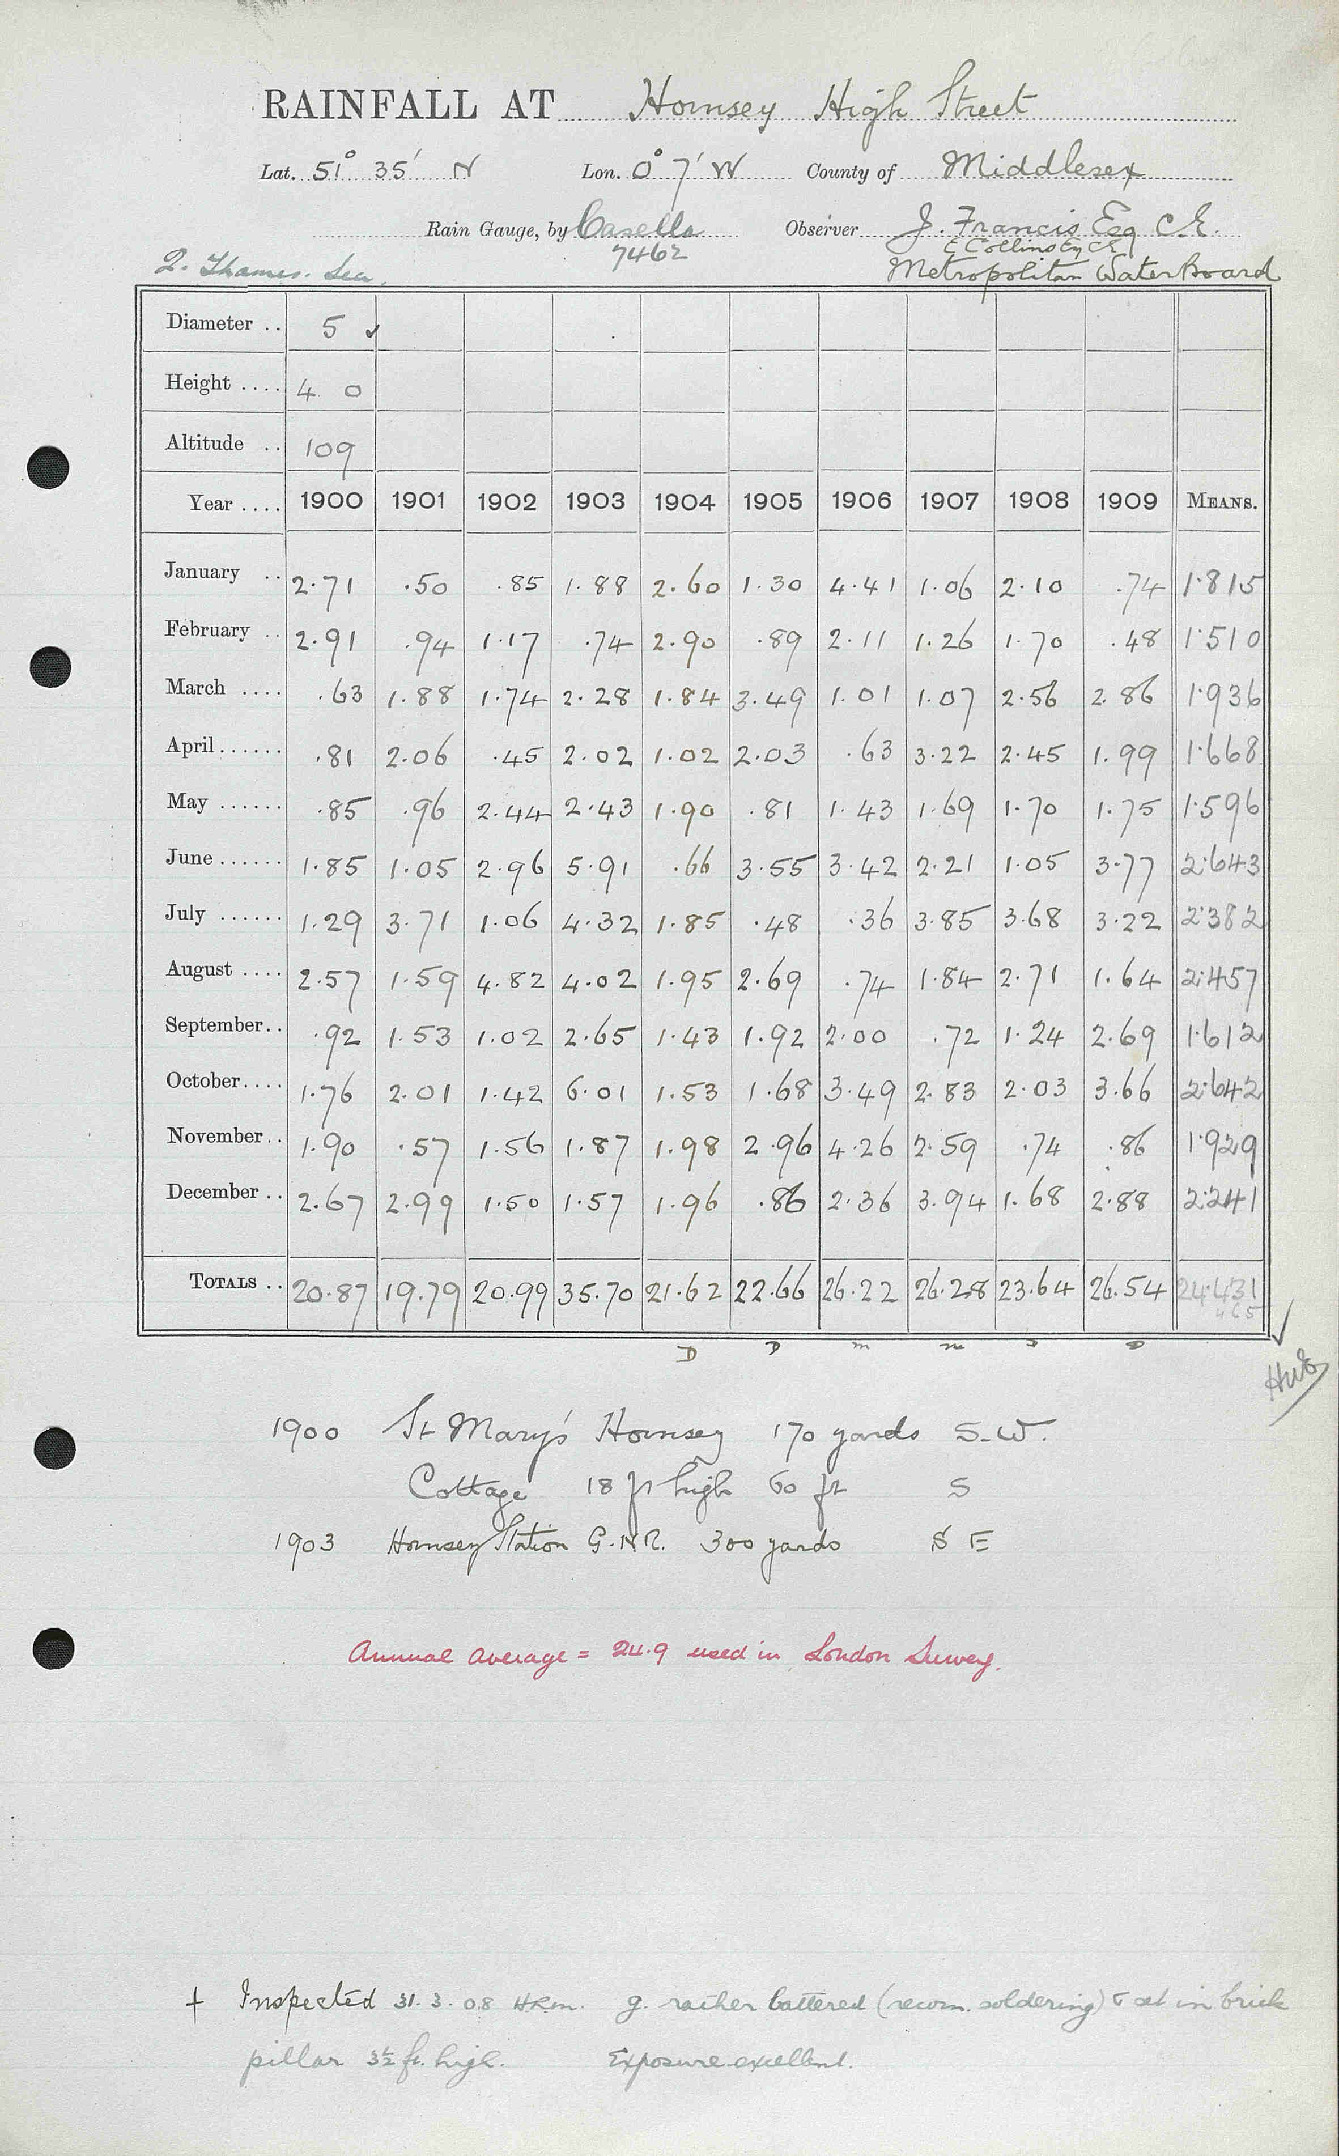 RAINFALL AT Hornsey High Street
Lat. 51° 35' N Lon. 0° 7' W County of Middlesex
Rain Gauge, by Casella Observer J. Francis Esq C.E.
7462 E Collins Esq CE
2. Thames. Lea. Metropolitan Water Board
Diameter .. 5 ✓
Height .... 4 0
Altitude .. 109
Year .... 1900 1901 1902 1903 1904 1905 1906 1907 1908 1909 MEANS.
January .. 2.71 .50 .85 1.88 2.60 1.30 4.41 1.06 2.10 .74 1.815
February .. 2.91 .94 1.17 .74 2.90 .89 2.11 1.26 1.70 .48 1.510
March .... .63 1.88 1.74 2.28 1.84 3.49 1.01 1.07 2.56 2.86 1.936
April ...... .81 2.06 .45 2.02 1.02 2.03 .63 3.22 2.45 1.99 1.668
May ...... .85 .96 2.44 2.43 1.90 .81 1.43 1.69 1.70 1.75 1.596
June ...... 1.85 1.05 2.96 5.91 .66 3.55 3.42 2.21 1.05 3.77 2.643
July ...... 1.29 3.71 1.06 4.32 1.85 .48 .36 3.85 3.68 3.22 2.382
August .... 2.57 1.59 4.82 4.02 1.95 2.69 .74 1.84 2.71 1.64 2.457
September .. .92 1.53 1.02 2.65 1.43 1.92 2.00 .72 1.24 2.69 1.612
October .... 1.76 2.01 1.42 6.01 1.53 1.68 3.49 2.83 2.03 3.66 2.642
November .. 1.90 .57 1.56 1.87 1.98 2.96 4.26 2.59 .74 .86 1.929
December .. 2.67 2.99 1.50 1.57 1.96 .86 2.36 3.94 1.68 2.88 2.241
TOTALS .. 20.87 19.79 20.99 35.70 21.62 22.66 26.22 26.28 23.64 26.54 24.431
D D m m
1900 St Mary's Hornsey 170 yards S.W.
Cottage 18 ft high 60 ft S
1903 Hornsey Station G.N.R. 300 yards S E
Annual average = 24.9 used in London Survey.
† Inspected 31. 3. 08 HRM. g. rather battered (recom. soldering) & set in brick
pillar 3½ ft. high. Exposure excellent.